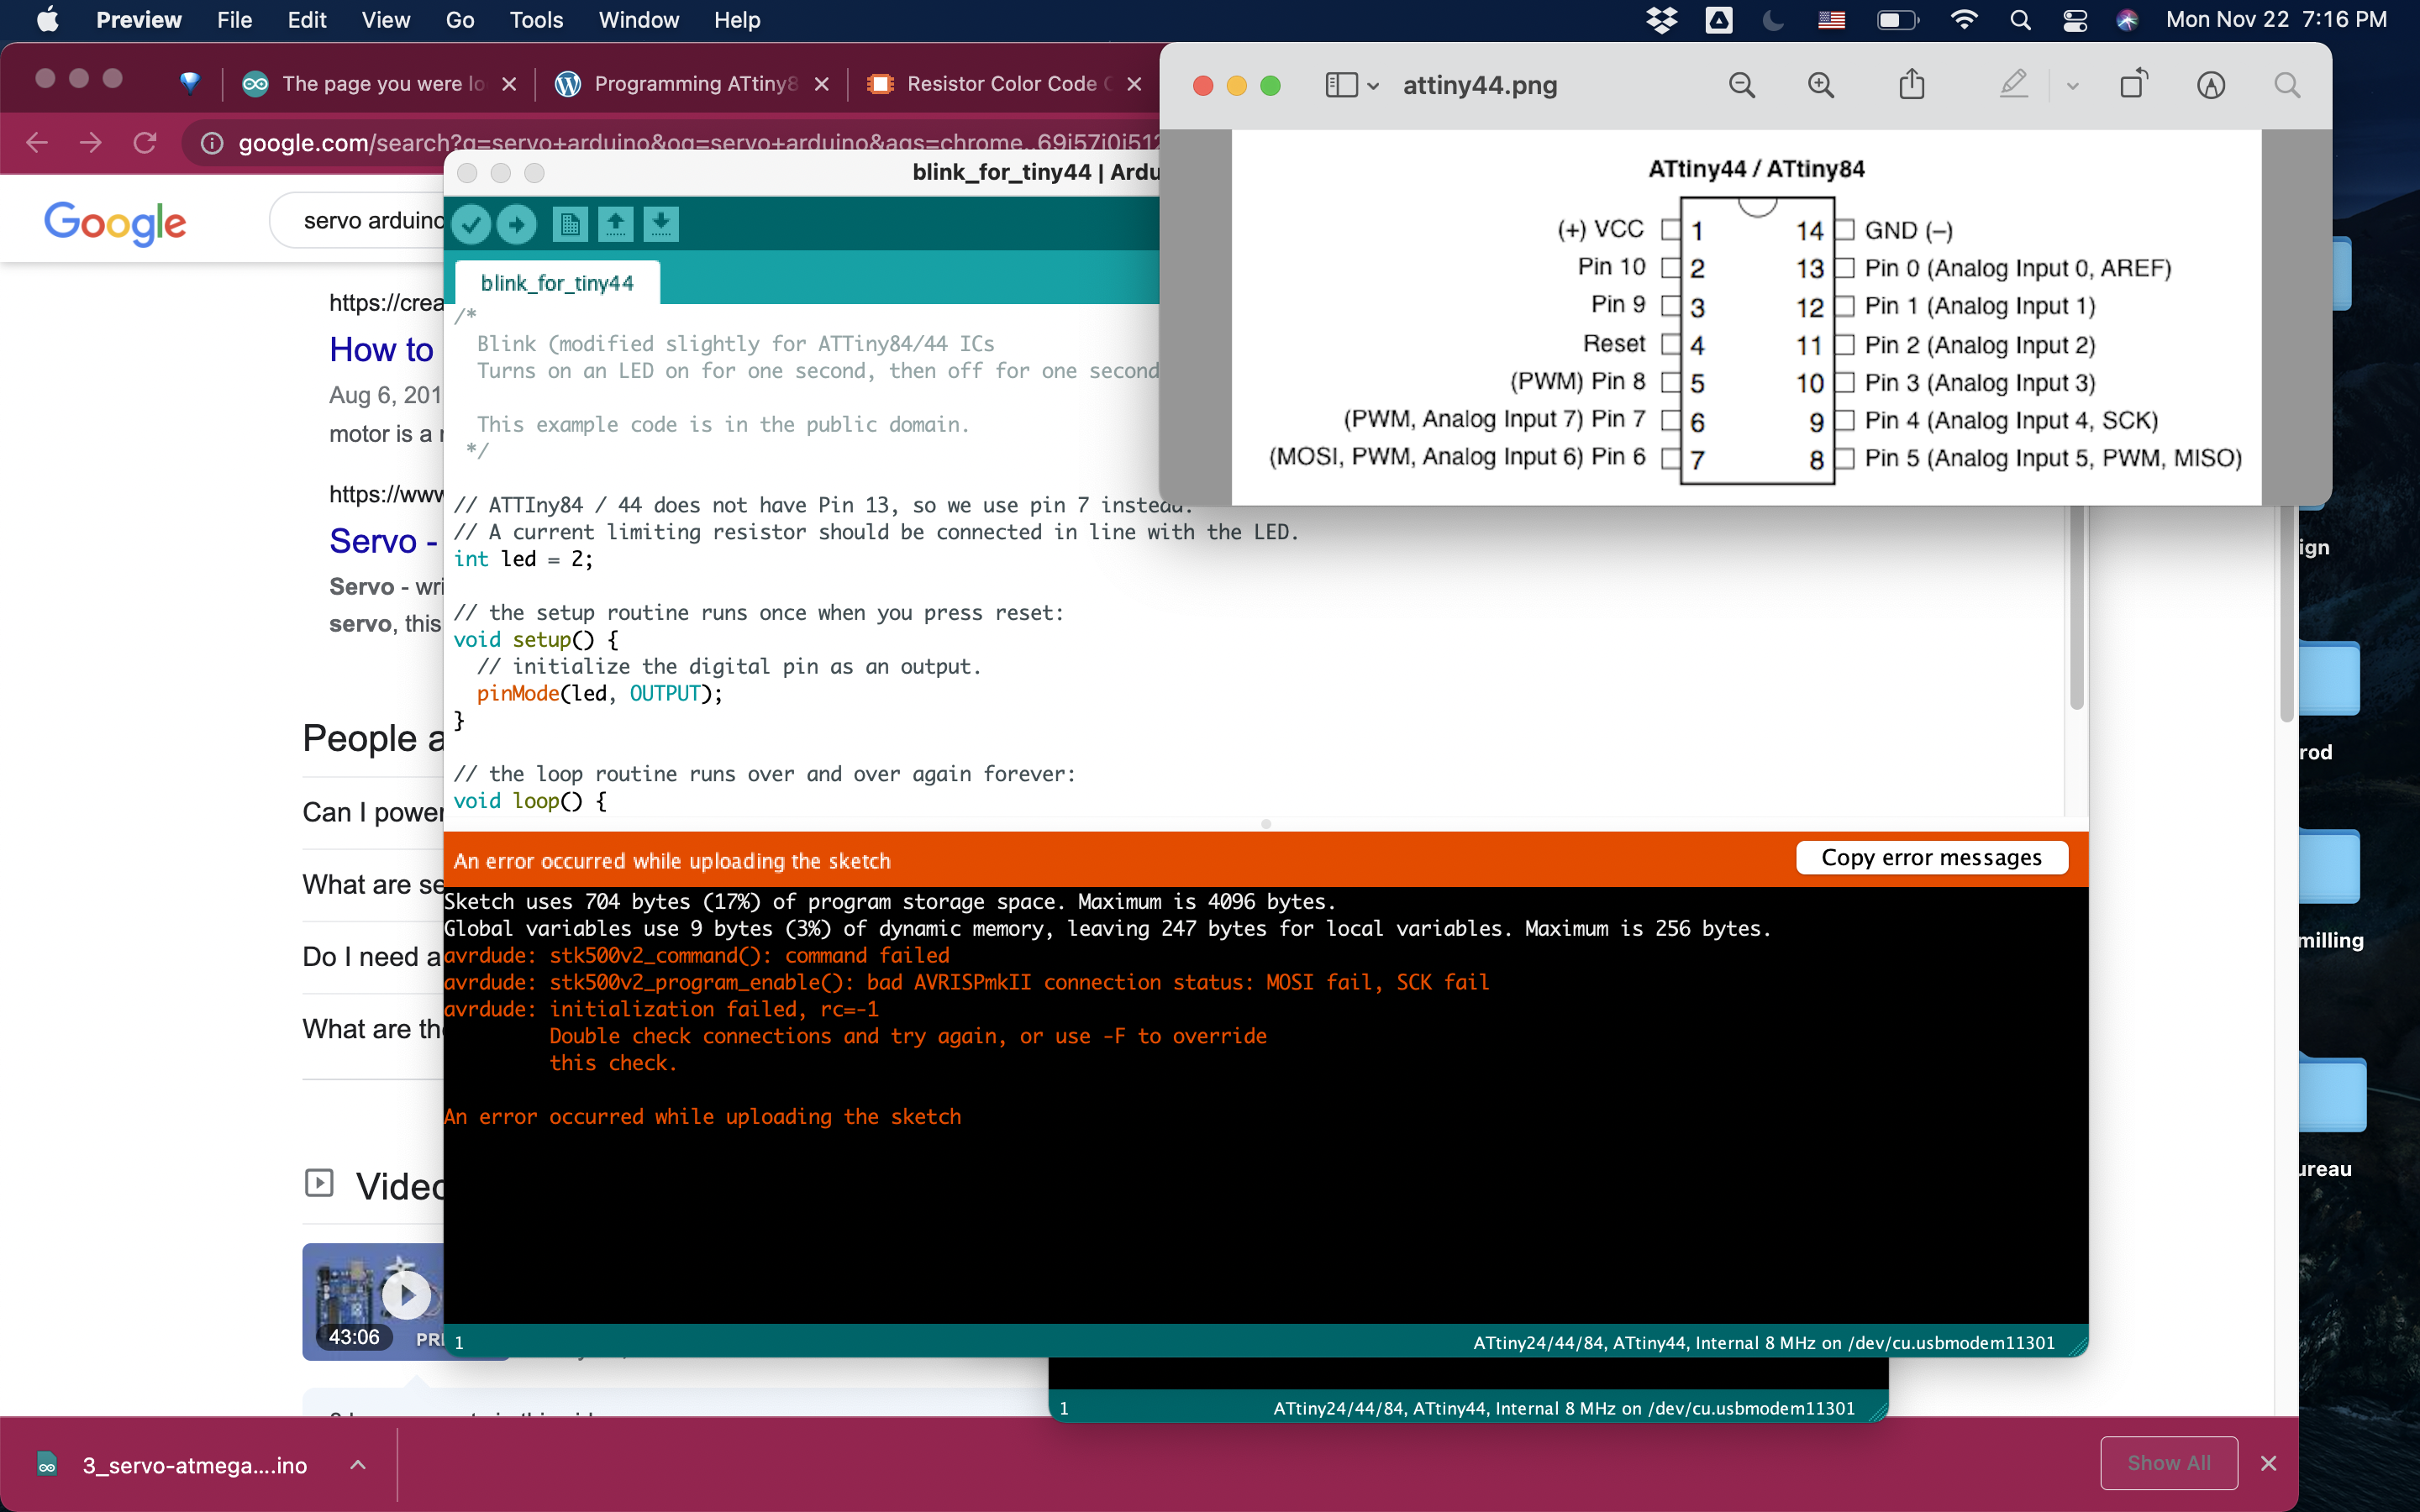 Preview File Edit View Go Tools Window Help
Mon Nov 22 7:16 PM
The page you were lo
Programming ATtiny8
Resistor Color Code
google.com/search?q=servo+arduino&oq=servo+arduino&aqs=chrome..69i57j0i512
Google
servo arduino
https://crea
How to
Aug 6, 201
motor is a
https://www
Servo -
Servo - wri
servo, this
People a
Can I power
What are se
Do I need a
What are the
Video
43:06
PRE
blink_for_tiny44 | Ardu
blink_for_tiny44
/*
Blink (modified slightly for ATTiny84/44 ICs
Turns on an LED on for one second, then off for one second
This example code is in the public domain.
*/
// ATTIny84 / 44 does not have Pin 13, so we use pin 7 instead.
// A current limiting resistor should be connected in line with the LED.
int led = 2;
// the setup routine runs once when you press reset:
void setup() {
// initialize the digital pin as an output.
pinMode(led, OUTPUT);
}
// the loop routine runs over and over again forever:
void loop() {
An error occurred while uploading the sketch
Copy error messages
Sketch uses 704 bytes (17%) of program storage space. Maximum is 4096 bytes.
Global variables use 9 bytes (3%) of dynamic memory, leaving 247 bytes for local variables. Maximum is 256 bytes.
avrdude: stk500v2_command(): command failed
avrdude: stk500v2_program_enable(): bad AVRISPmkII connection status: MOSI fail, SCK fail
avrdude: initialization failed, rc=-1
Double check connections and try again, or use -F to override
this check.
An error occurred while uploading the sketch
1
ATtiny24/44/84, ATtiny44, Internal 8 MHz on /dev/cu.usbmodem11301
1
ATtiny24/44/84, ATtiny44, Internal 8 MHz on /dev/cu.usbmodem11301
attiny44.png
ATtiny44 / ATtiny84
(+) VCC 1 14 GND (–)
Pin 10 2 13 Pin 0 (Analog Input 0, AREF)
Pin 9 3 12 Pin 1 (Analog Input 1)
Reset 4 11 Pin 2 (Analog Input 2)
(PWM) Pin 8 5 10 Pin 3 (Analog Input 3)
(PWM, Analog Input 7) Pin 7 6 9 Pin 4 (Analog Input 4, SCK)
(MOSI, PWM, Analog Input 6) Pin 6 7 8 Pin 5 (Analog Input 5, PWM, MISO)
ign
rod
milling
ureau
3_servo-atmega....ino
Show All